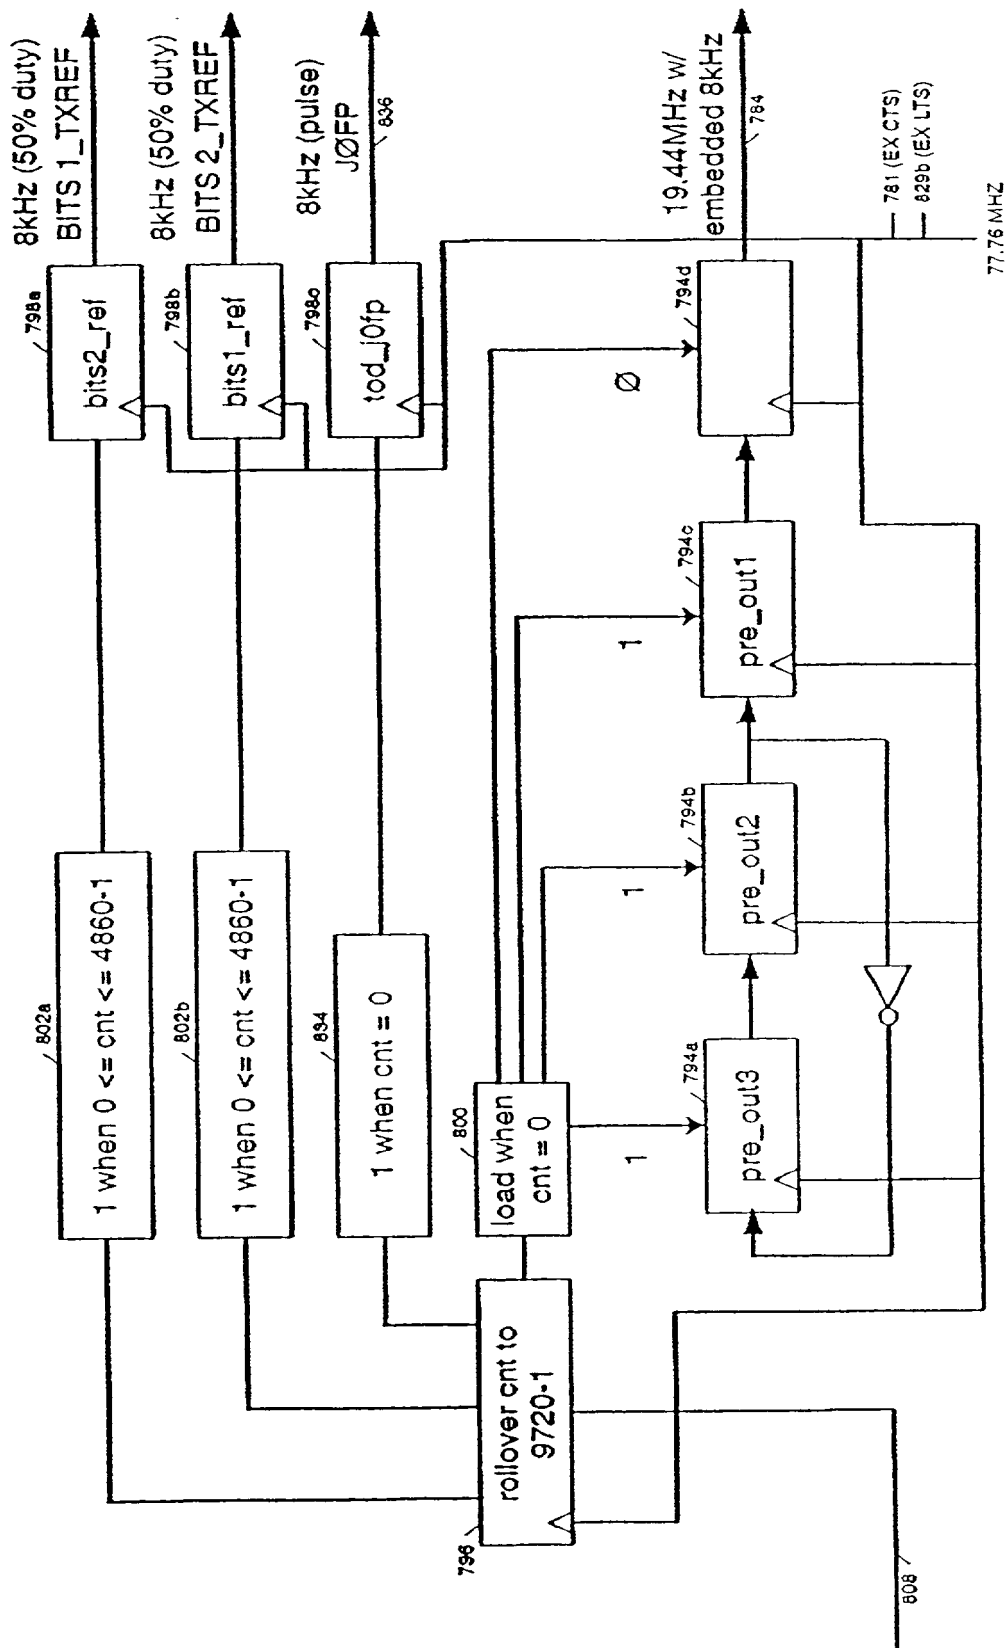 802a
1 when 0 <= cnt <= 4860-1
798a
bits2_ref
8kHz (50% duty)
BITS 1_TXREF
802b
1 when 0 <= cnt <= 4860-1
798b
bits1_ref
8kHz (50% duty)
BITS 2_TXREF
834
1 when cnt = 0
798c
tod_j0fp
8kHz (pulse)
JØFP
836
796
rollover cnt to
9720-1
800
load when
cnt = 0
1
1
1
Ø
794a
pre_out3
794b
pre_out2
794c
pre_out1
794d
19.44MHz w/
embedded 8kHz
784
781 (EX CTS)
829b (EX LTS)
77.76 MHZ
808